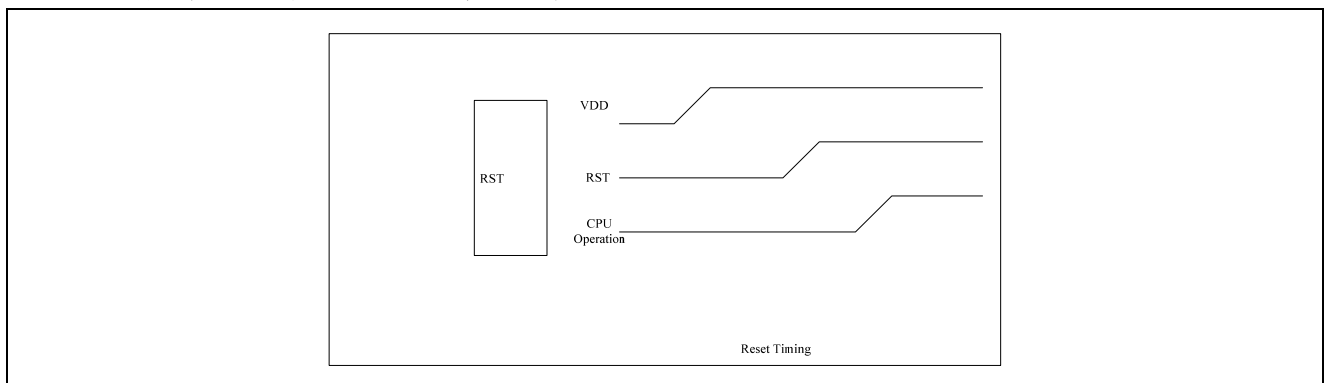 VDD
RST
RST
CPU
Operation
Reset Timing